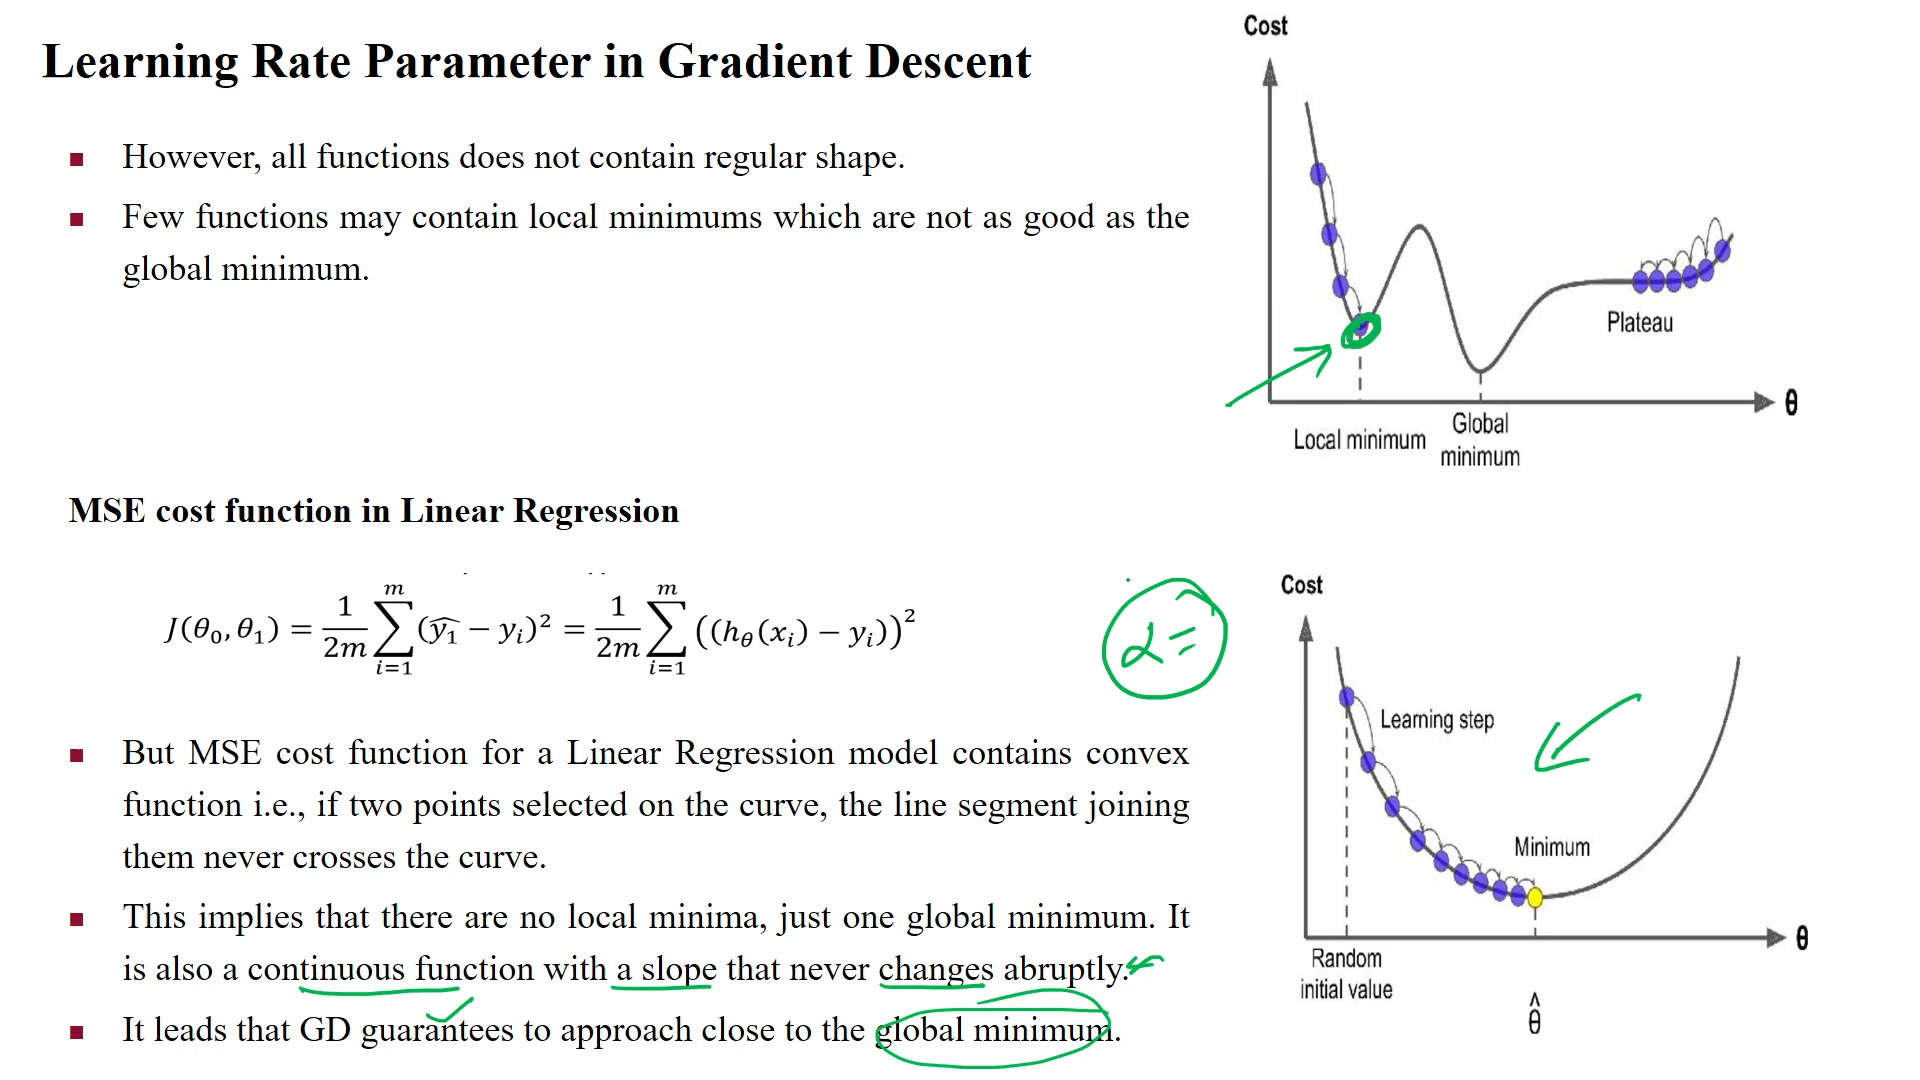 Learning Rate Parameter in Gradient Descent
However, all functions does not contain regular shape.
Few functions may contain local minimums which are not as good as the
global minimum.
Cost
Plateau
θ
Local minimum
Global
minimum
MSE cost function in Linear Regression
J(θ₀, θ₁) = 1/2m ∑ᵢ₌₁ᵐ (ŷ₁ − yᵢ)² = 1/2m ∑ᵢ₌₁ᵐ ((h_θ(xᵢ) − yᵢ))²
α =
But MSE cost function for a Linear Regression model contains convex
function i.e., if two points selected on the curve, the line segment joining
them never crosses the curve.
This implies that there are no local minima, just one global minimum. It
is also a continuous function with a slope that never changes abruptly.
It leads that GD guarantees to approach close to the global minimum.
Cost
Learning step
Minimum
θ
Random
initial value
θ̂